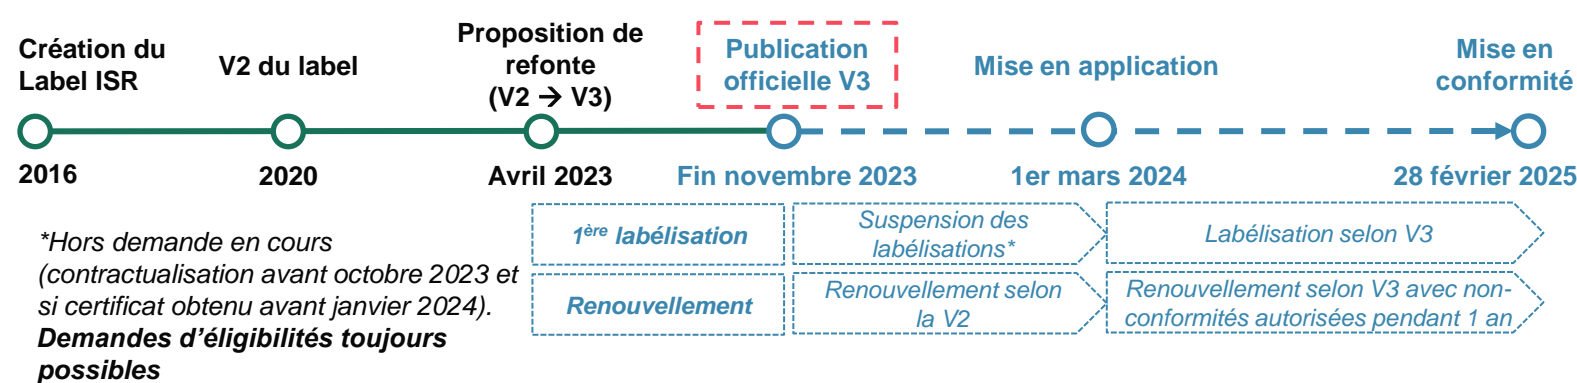 Création du
Label ISR
V2 du label
Proposition de
refonte
(V2 → V3)
Publication
officielle V3
Mise en application
Mise en
conformité
2016
2020
Avril 2023
Fin novembre 2023
1er mars 2024
28 février 2025
1ère labélisation
Suspension des
labélisations*
Labélisation selon V3
Renouvellement
Renouvellement selon
la V2
Renouvellement selon V3 avec non-
conformités autorisées pendant 1 an
*Hors demande en cours
(contractualisation avant octobre 2023 et
si certificat obtenu avant janvier 2024).
Demandes d’éligibilités toujours
possibles